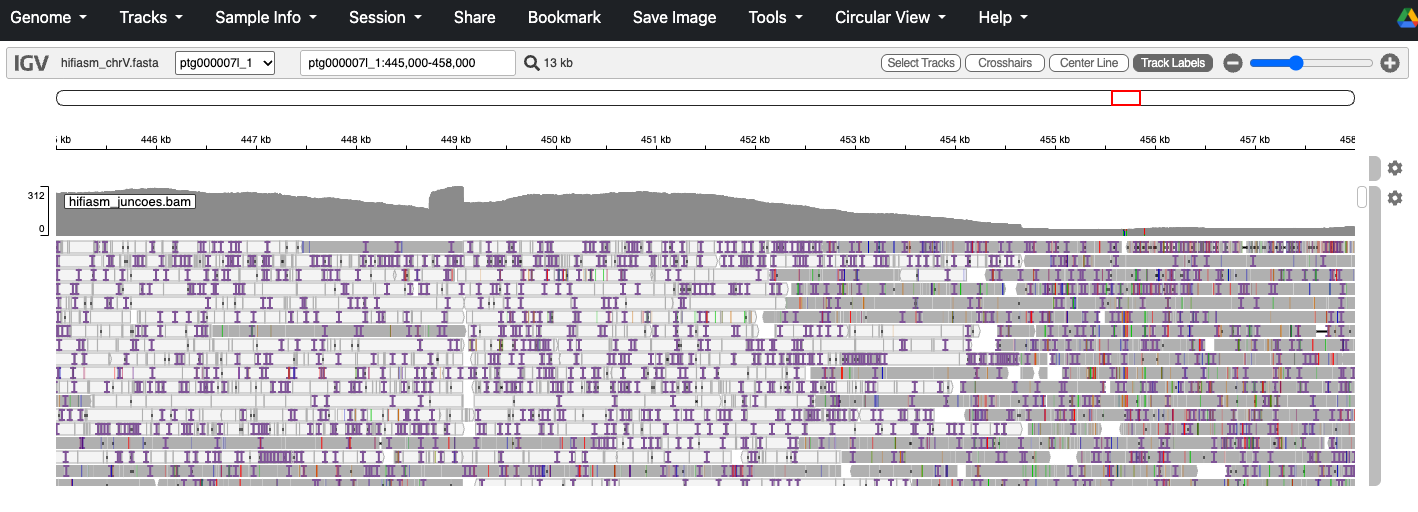 Genome Tracks Sample Info Session Share Bookmark Save Image Tools Circular View Help
IGV hifiasm_chrV.fasta ptg000007l_1 ptg000007l_1:445,000-458,000 13 kb Select Tracks Crosshairs Center Line Track Labels
kb 446 kb 447 kb 448 kb 449 kb 450 kb 451 kb 452 kb 453 kb 454 kb 455 kb 456 kb 457 kb 458
312
hifiasm_juncoes.bam
0